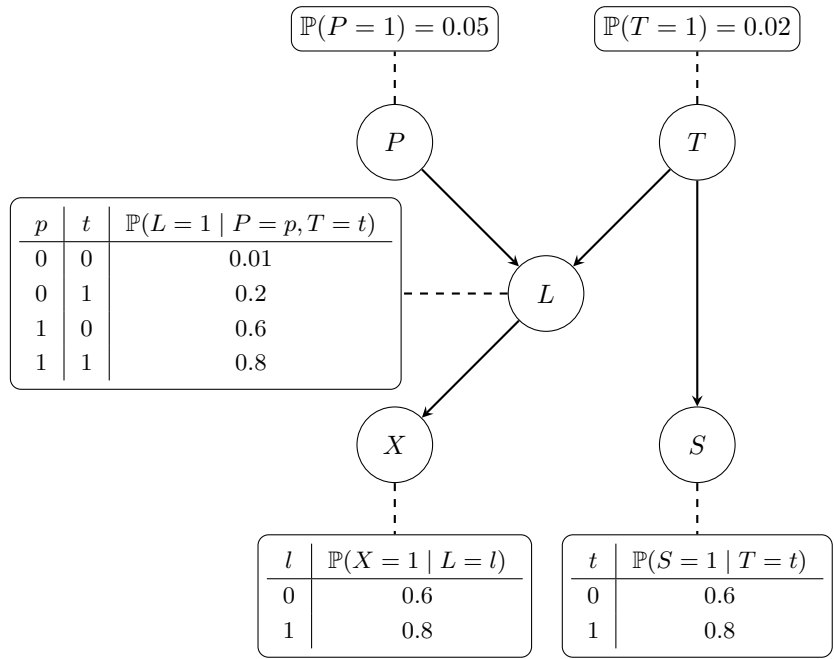 ℙ(P = 1) = 0.05
ℙ(T = 1) = 0.02
P
T
p t ℙ(L = 1 | P = p, T = t)
0 0 0.01
0 1 0.2
1 0 0.6
1 1 0.8
L
X
S
l ℙ(X = 1 | L = l)
0 0.6
1 0.8
t ℙ(S = 1 | T = t)
0 0.6
1 0.8